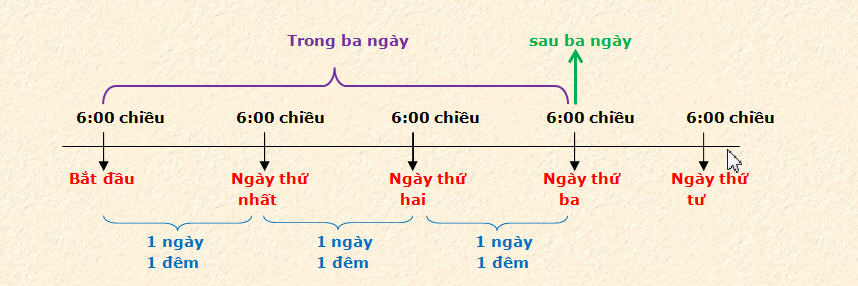 Trong ba ngày sau ba ngày
6:00 chiều 6:00 chiều 6:00 chiều 6:00 chiều 6:00 chiều
Bắt đầu Ngày thứ Ngày thứ Ngày thứ Ngày thứ
nhất hai ba tư
1 ngày 1 ngày 1 ngày
1 đêm 1 đêm 1 đêm